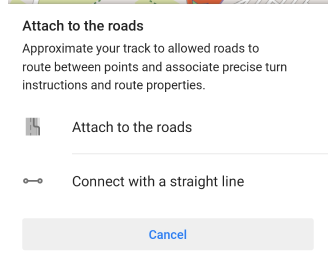 Attach to the roads
Approximate your track to allowed roads to
route between points and associate precise turn
instructions and route properties.
Attach to the roads
Connect with a straight line
Cancel